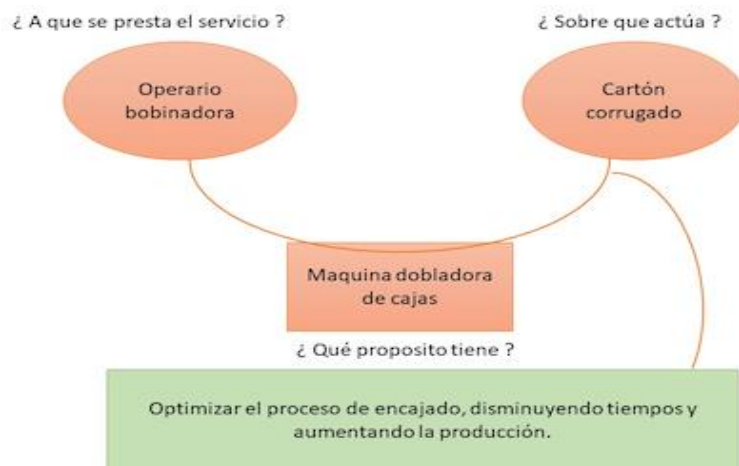 ¿ A que se presta el servicio ?
¿ Sobre que actúa ?
Operario
bobinadora
Cartón
corrugado
Maquina dobladora
de cajas
¿ Qué proposito tiene ?
Optimizar el proceso de encajado, disminuyendo tiempos y
aumentando la producción.